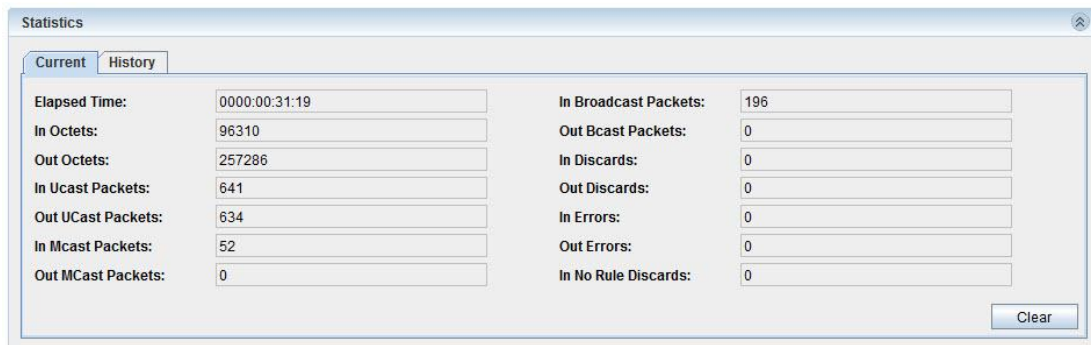 Statistics
Current History
Elapsed Time: 0000:00:31:19 In Broadcast Packets: 196
In Octets: 96310 Out Bcast Packets: 0
Out Octets: 257286 In Discards: 0
In Ucast Packets: 641 Out Discards: 0
Out UCast Packets: 634 In Errors: 0
In Mcast Packets: 52 Out Errors: 0
Out MCast Packets: 0 In No Rule Discards: 0
Clear